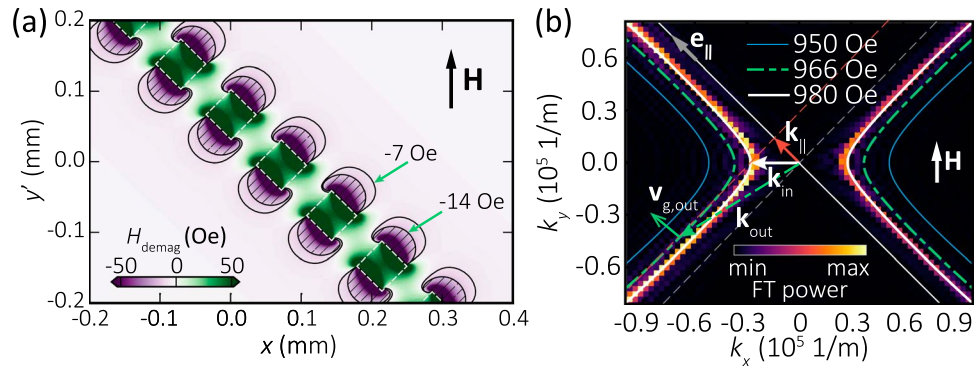 (a)
0.2
0.1
0.0
-0.1
-0.2
y' (mm)
H
-7 Oe
-14 Oe
H_demag (Oe)
-50 0 50
-0.2 -0.1 0.0 0.1 0.2 0.3 0.4
x (mm)
(b)
0.6
0.3
0.0
-0.3
-0.6
k_y (10^5 1/m)
e_||
950 Oe
966 Oe
980 Oe
k_||
k_in
H
v_g,out
k_out
min max
FT power
-0.9 -0.6 -0.3 0 0.3 0.6 0.9
k_x (10^5 1/m)